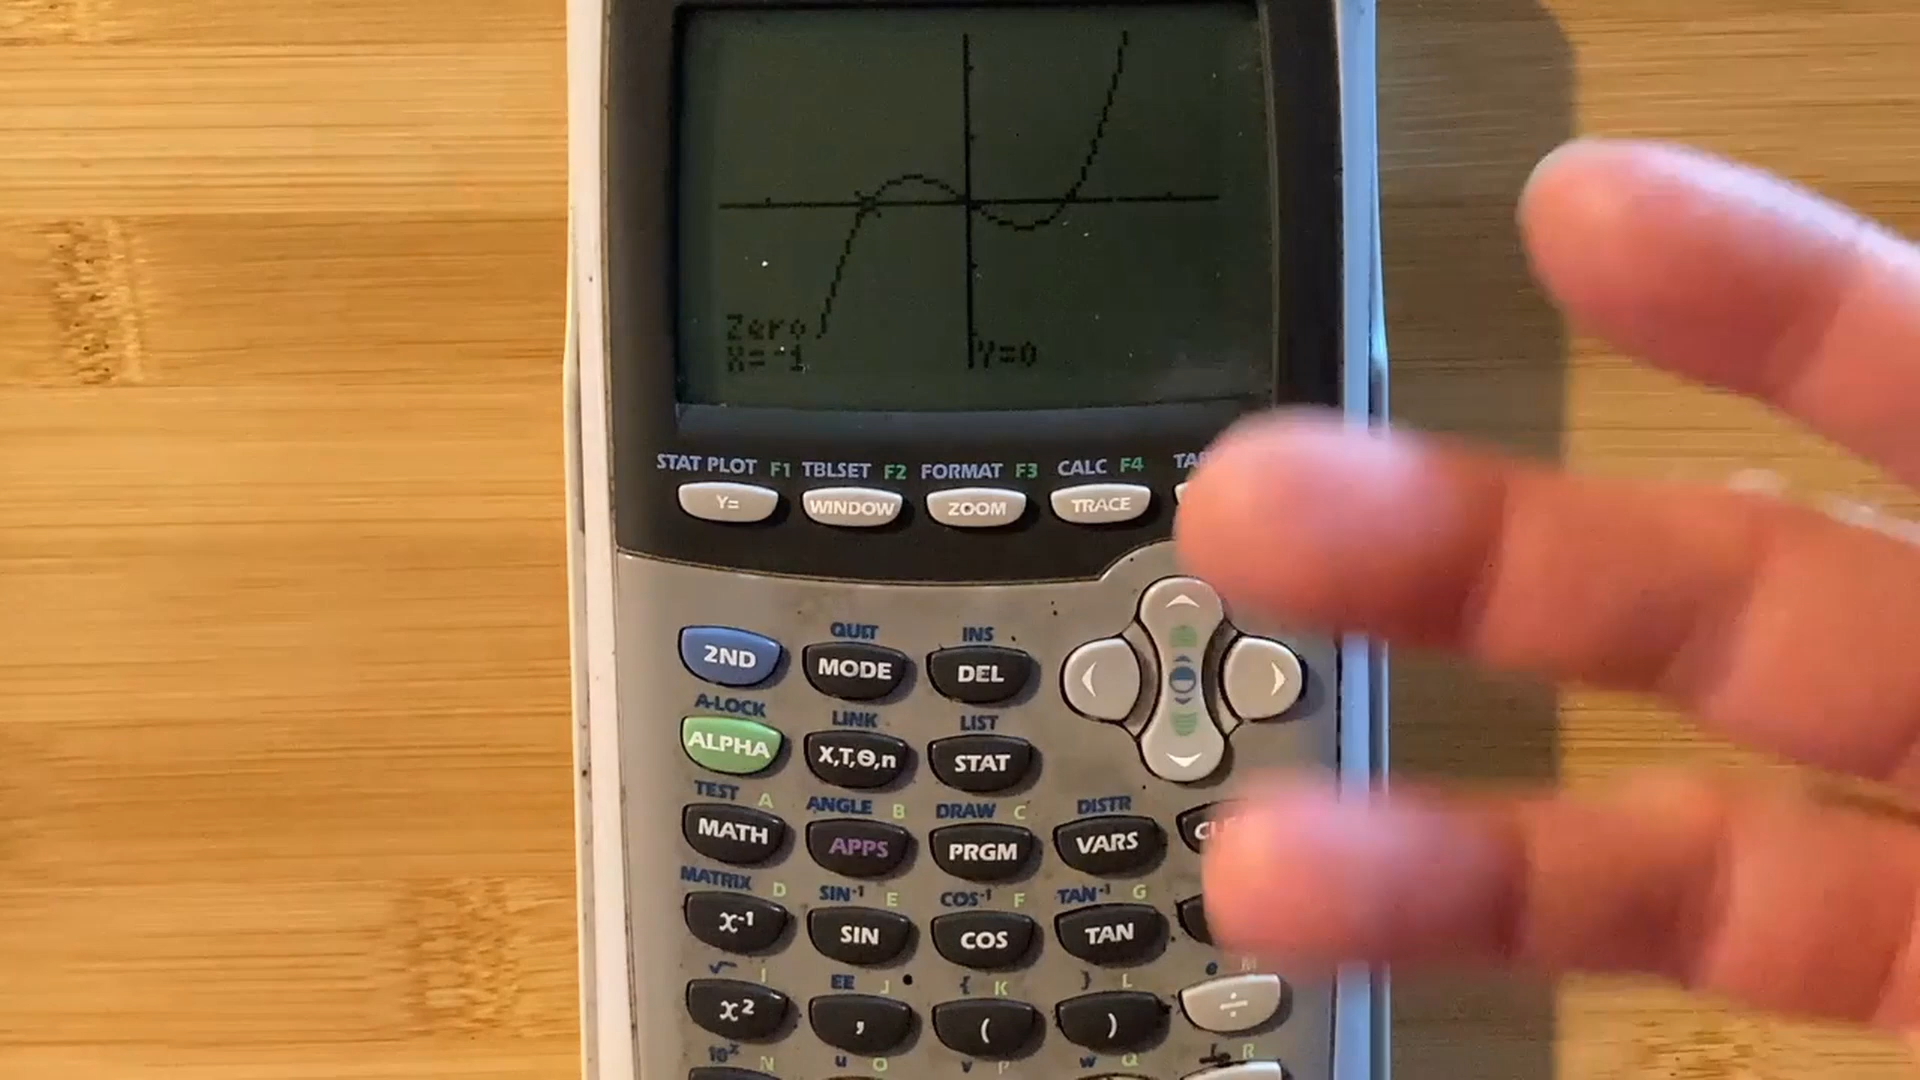 Zero
X=-1 Y=0
STAT PLOT F1 TBLSET F2 FORMAT F3 CALC F4
Y= WINDOW ZOOM TRACE
QUIT INS
2ND MODE DEL
A-LOCK LINK LIST
ALPHA X,T,Θ,n STAT
TEST A ANGLE B DRAW C DISTR
MATH APPS PRGM VARS
MATRIX D SIN-1 E COS-1 F TAN-1 G
x-1 SIN COS TAN
√ I EE J { K } L e M
x2 , ( ) ÷
10x N u O v P w Q R